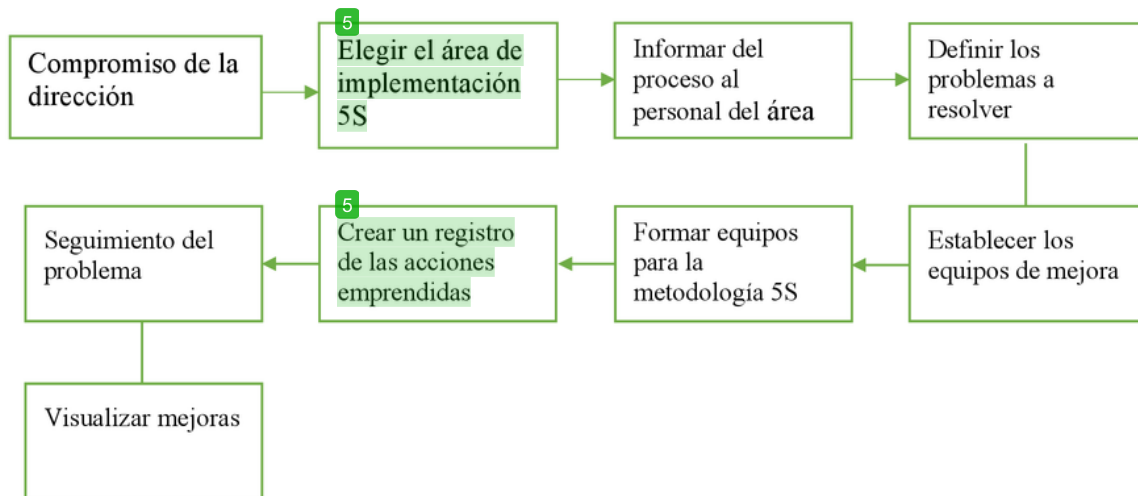 Compromiso de la
dirección
5
Elegir el área de
implementación
5S
Informar del
proceso al
personal del área
Definir los
problemas a
resolver
Establecer los
equipos de mejora
Formar equipos
para la
metodología 5S
5
Crear un registro
de las acciones
emprendidas
Seguimiento del
problema
Visualizar mejoras